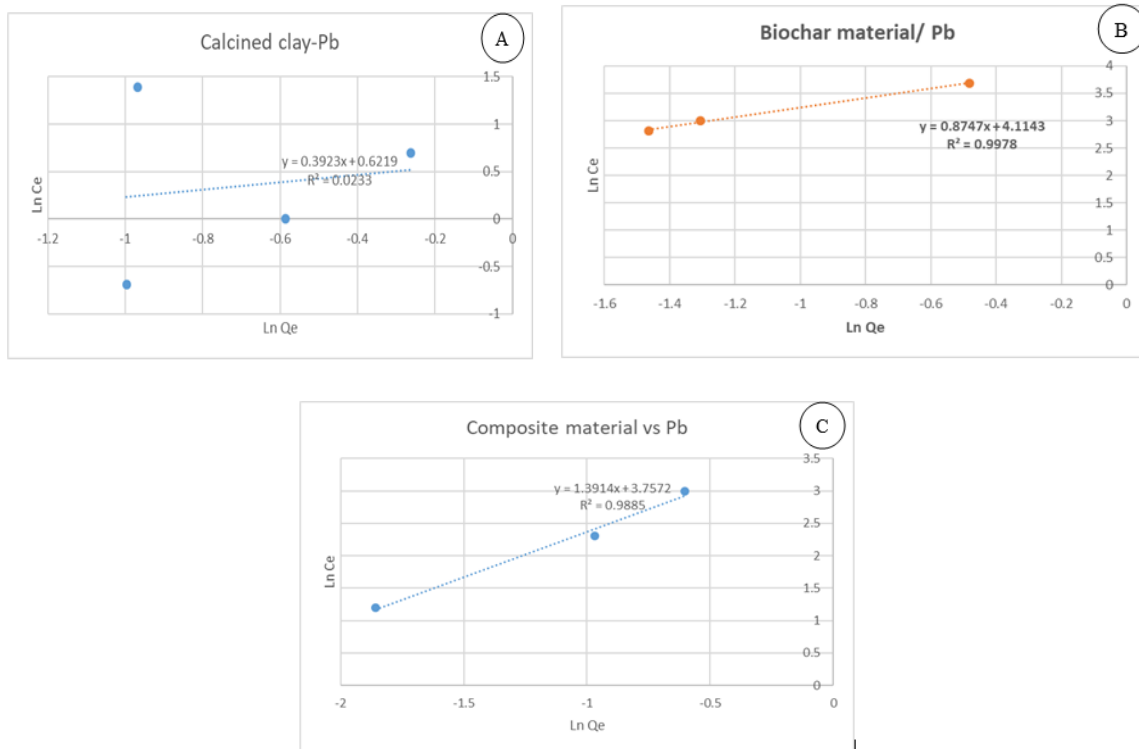 Calcined clay-Pb
A
1.5
1
0.5
0
-0.5
-1
-1.2
-1
-0.8
-0.6
-0.4
-0.2
0
y = 0.3923x + 0.6219
R² = 0.0233
Ln Ce
Ln Qe
Biochar material/ Pb
B
4
3.5
3
2.5
2
1.5
1
0.5
0
-1.6
-1.4
-1.2
-1
-0.8
-0.6
-0.4
-0.2
0
y = 0.8747x + 4.1143
R² = 0.9978
Ln Ce
Ln Qe
Composite material vs Pb
C
3.5
3
2.5
2
1.5
1
0.5
0
-2
-1.5
-1
-0.5
0
y = 1.3914x + 3.7572
R² = 0.9885
Ln Ce
Ln Qe